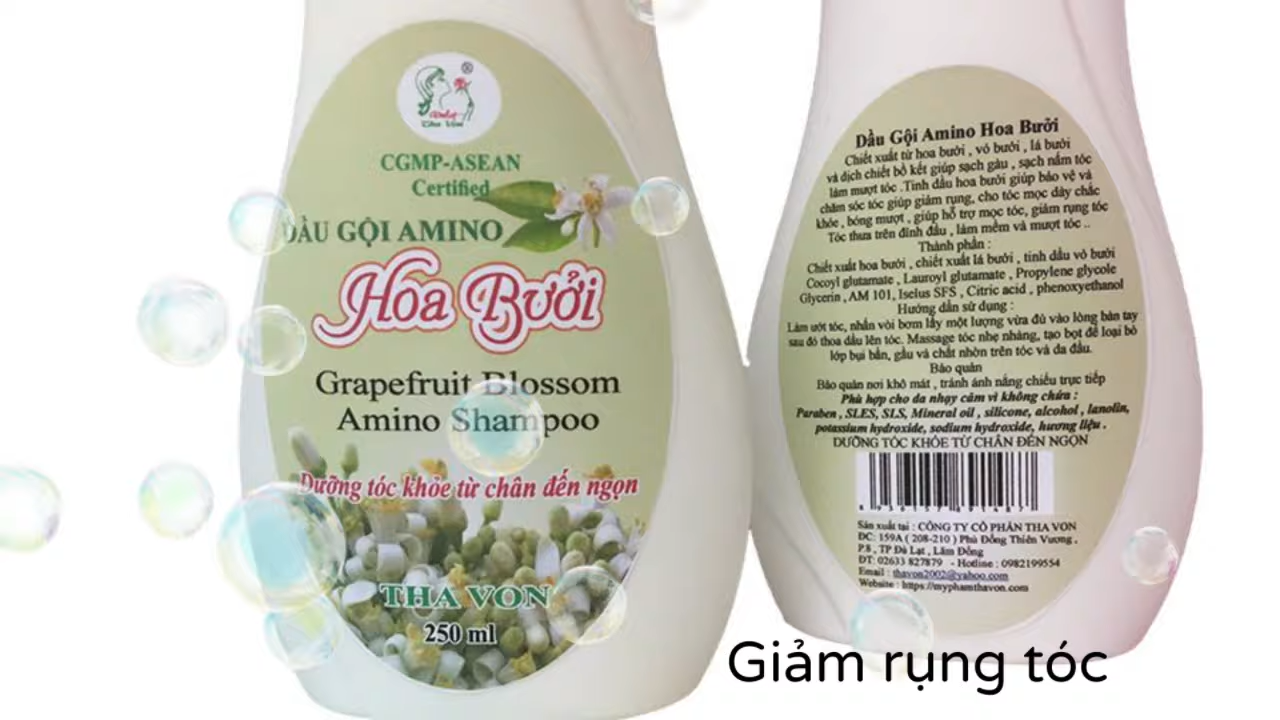 ®
Đàlạt
Tha Von
CGMP-ASEAN
Certified
DẦU GỘI AMINO
Hoa Bưởi
Grapefruit Blossom
Amino Shampoo
Dưỡng tóc khỏe từ chân đến ngọn
THA VON
250 ml
Dầu Gội Amino Hoa Bưởi
Chiết xuất từ hoa bưởi , vỏ bưởi , lá bưởi
và dịch chiết bồ kết giúp sạch gàu , sạch nấm tóc
làm mượt tóc .Tinh dầu hoa bưởi giúp bảo vệ và
chăm sóc tóc giúp giảm rụng, cho tóc mọc dày chắc
khỏe , bóng mượt , giúp hỗ trợ mọc tóc, giảm rụng tóc
Tóc thưa trên đỉnh đầu , làm mềm và mượt tóc ..
Thành phần :
Chiết xuất hoa bưởi , chiết xuất lá bưởi , tinh dầu vỏ bưởi
Cocoyl glutamate , Lauroyl glutamate , Propylene glycole
Glycerin , AM 101, Iselus SFS , Citric acid , phenoxyethanol
Hướng dẫn sử dụng :
Làm ướt tóc, nhấn vòi bơm lấy một lượng vừa đủ vào lòng bàn tay
sau đó thoa đầu lên tóc. Massage tóc nhẹ nhàng, tạo bọt để loại bỏ
lớp bụi bẩn, gầu và chất nhờn trên tóc và da đầu.
Bảo quản
Bảo quản nơi khô mát , tránh ánh nắng chiếu trực tiếp
Phù hợp cho da nhạy cảm vì không chứa :
Paraben , SLES, SLS, Mineral oil , silicone, alcohol , lanolin,
potassium hydroxide, sodium hydroxide, hương liệu .
DƯỠNG TÓC KHỎE TỪ CHÂN ĐẾN NGỌN
Sản xuất tại : CÔNG TY CỔ PHẦN THA VON
ĐC: 159A ( 208-210 ) Phù Đổng Thiên Vương ,
P.8 , TP Đà Lạt , Lâm Đồng
ĐT: 02633 827879 - Hotline : 0982199554
Email : thavon2002@yahoo.com
Website : https://myphamthavon.com
Giảm rụng tóc